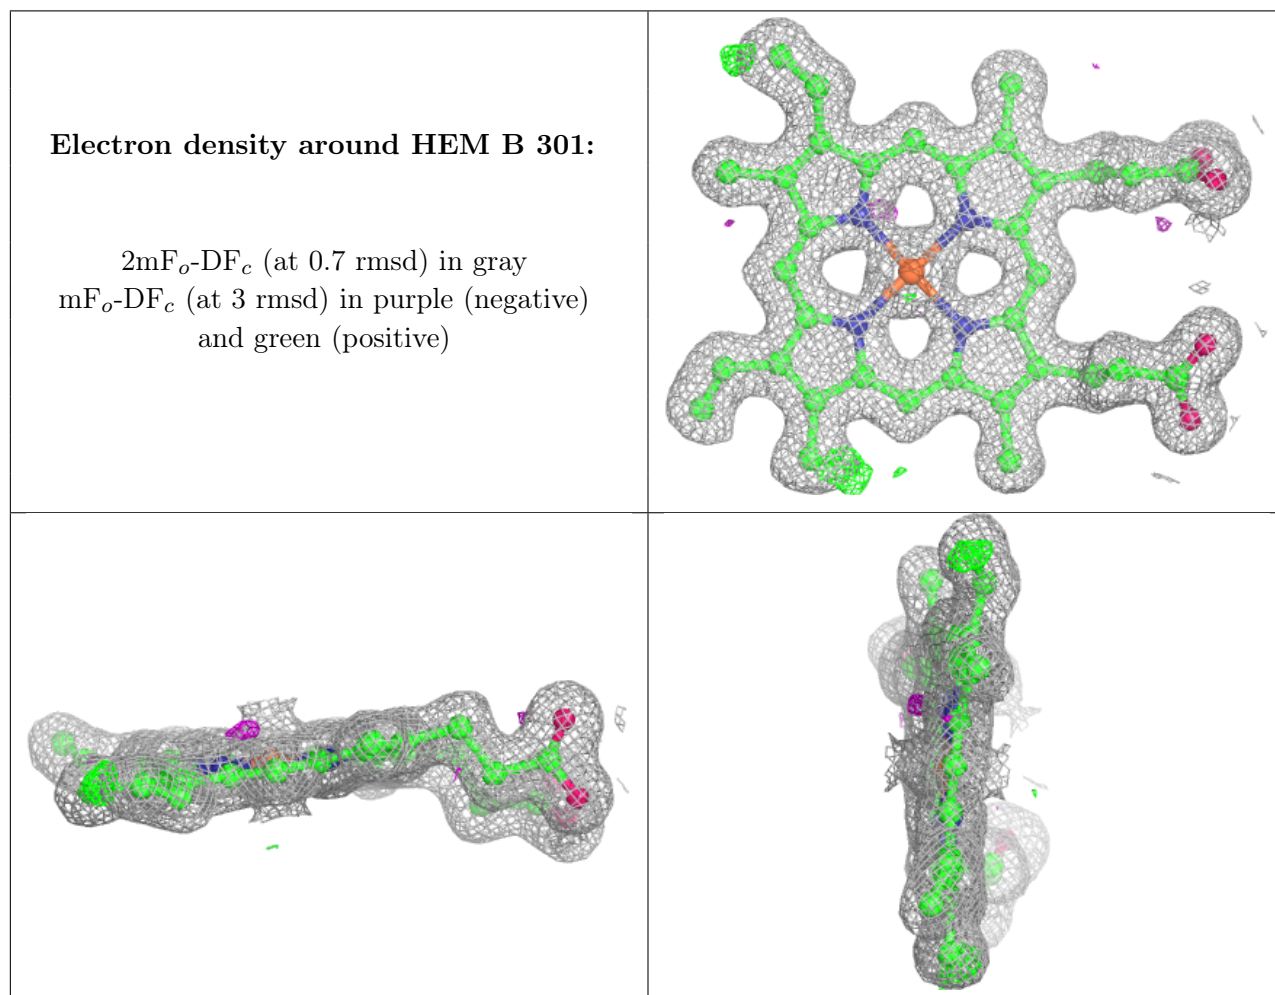 Electron density around HEM B 301:
2mFo-DFc (at 0.7 rmsd) in gray
mFo-DFc (at 3 rmsd) in purple (negative)
and green (positive)